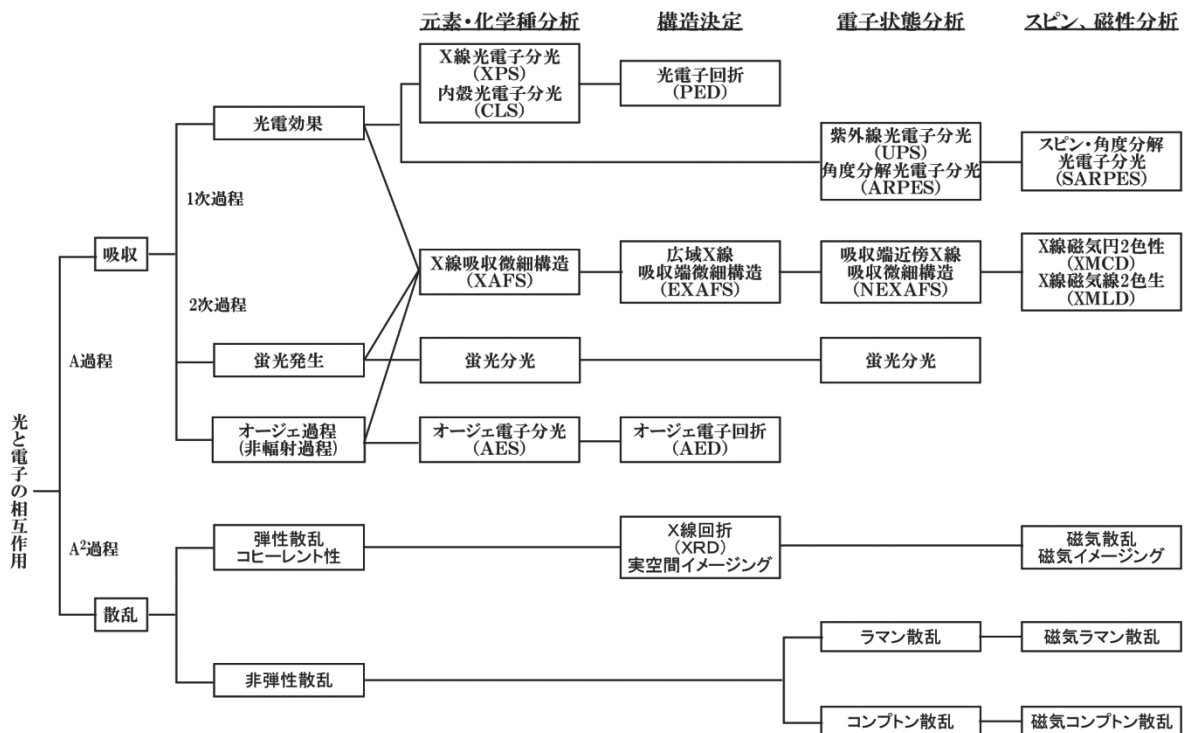 元素・化学種分析
構造決定
電子状態分析
スピン、磁性分析
X線光電子分光
(XPS)
内殻光電子分光
(CLS)
光電子回折
(PED)
光電効果
紫外線光電子分光
(UPS)
角度分解光電子分光
(ARPES)
スピン・角度分解
光電子分光
(SARPES)
1次過程
吸収
X線吸収微細構造
(XAFS)
広域X線
吸収端微細構造
(EXAFS)
吸収端近傍X線
吸収微細構造
(NEXAFS)
X線磁気円2色性
(XMCD)
X線磁気線2色生
(XMLD)
2次過程
A過程
蛍光発生
蛍光分光
蛍光分光
オージェ過程
(非輻射過程)
オージェ電子分光
(AES)
オージェ電子回折
(AED)
光と電子の相互作用
A²過程
弾性散乱
コヒーレント性
X線回折
(XRD)
実空間イメージング
磁気散乱
磁気イメージング
散乱
ラマン散乱
磁気ラマン散乱
非弾性散乱
コンプトン散乱
磁気コンプトン散乱